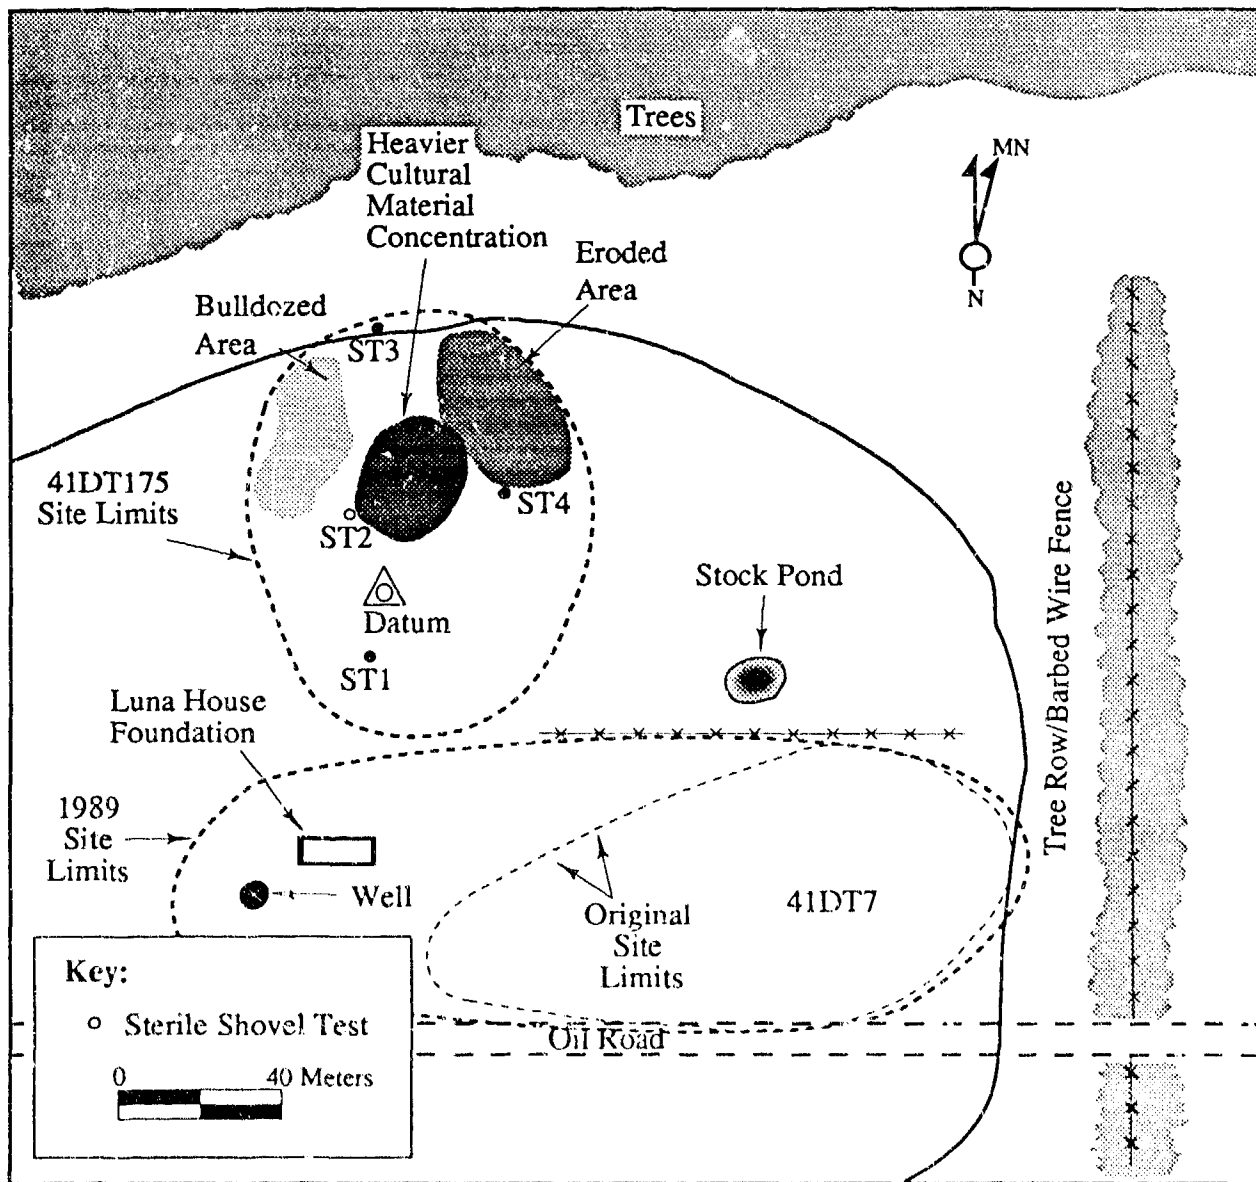 Trees
Heavier
Cultural
Material
Concentration
MN
N
Eroded
Area
Bulldozed
Area
ST3
41DT175
Site Limits
ST4
ST2
Stock Pond
Datum
ST1
Tree Row/Barbed Wire Fence
Luna House
Foundation
1989
Site
Limits
Well
Original
Site
Limits
41DT7
Oil Road
Key:
Sterile Shovel Test
0 40 Meters